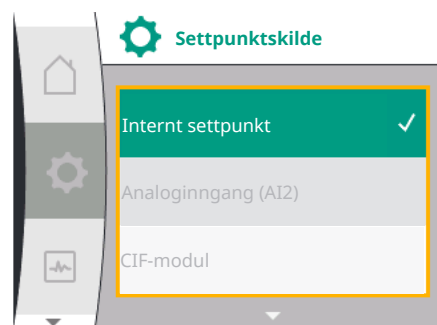 Settpunktskilde
Internt settpunkt
Analoginngang (AI2)
CIF-modul